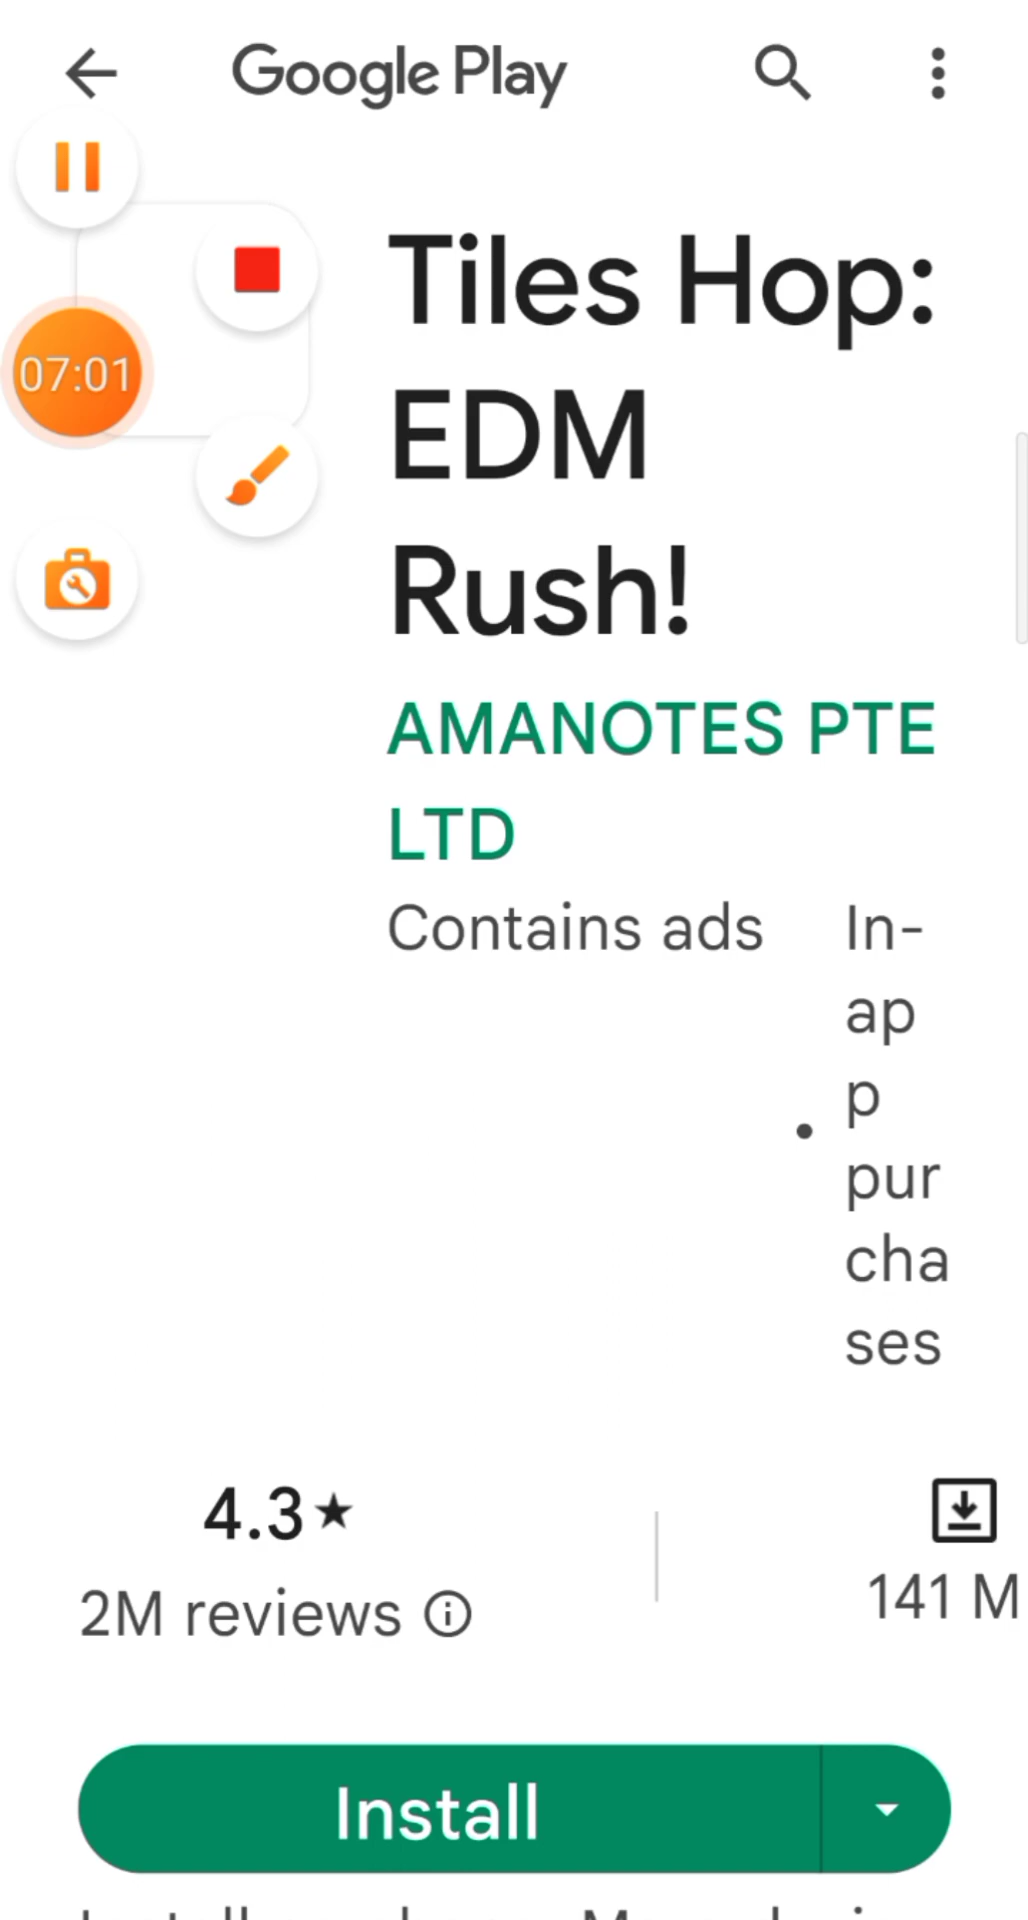 Google Play
07:01
Tiles Hop:
EDM
Rush!
AMANOTES PTE
LTD
Contains ads
In-
ap
p
pur
cha
ses
4.3★
2M reviews
141 M
Install